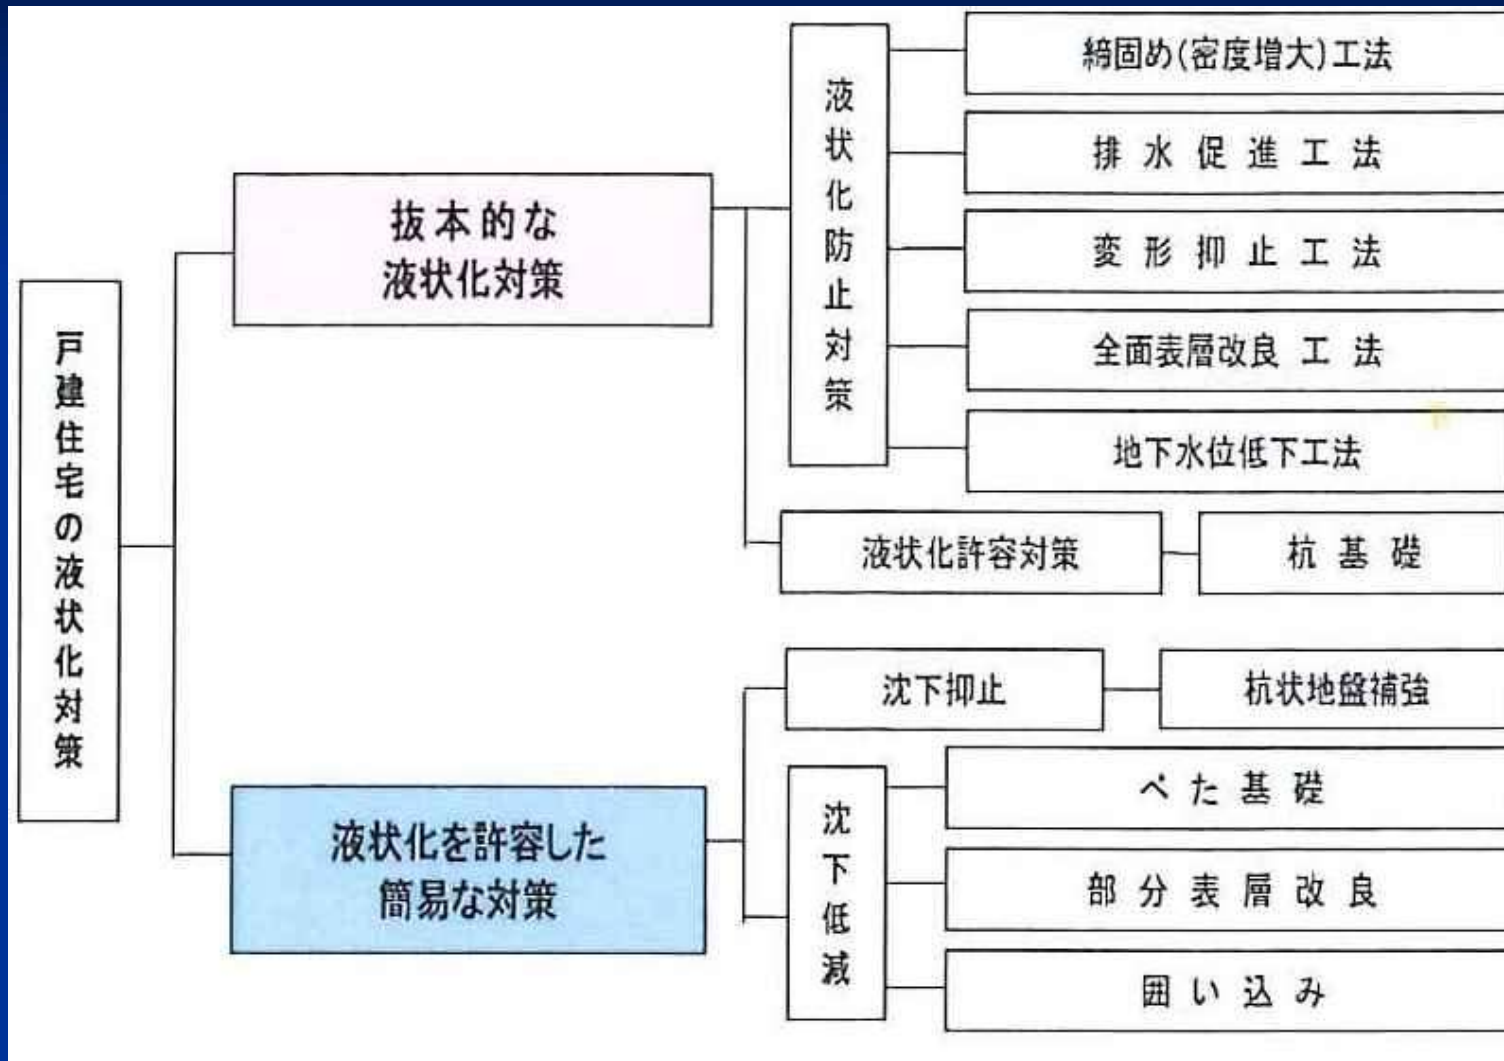 戸建住宅の液状化対策
抜本的な
液状化対策
液状化防止対策
締固め(密度増大)工法
排水促進工法
変形抑止工法
全面表層改良 工法
地下水位低下工法
液状化許容対策
杭基礎
液状化を許容した
簡易な対策
沈下抑止
杭状地盤補強
沈下低減
べた基礎
部分表層改良
囲い込み